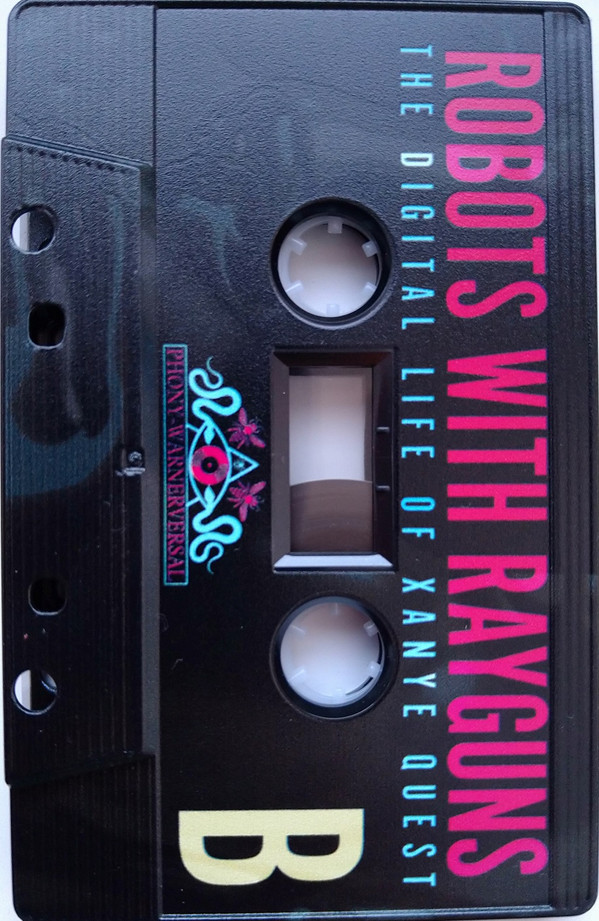 ROBOTS WITH RAYGUNS
THE DIGITAL LIFE OF XANYE QUEST
PHONY-WARNERVERSAL
B